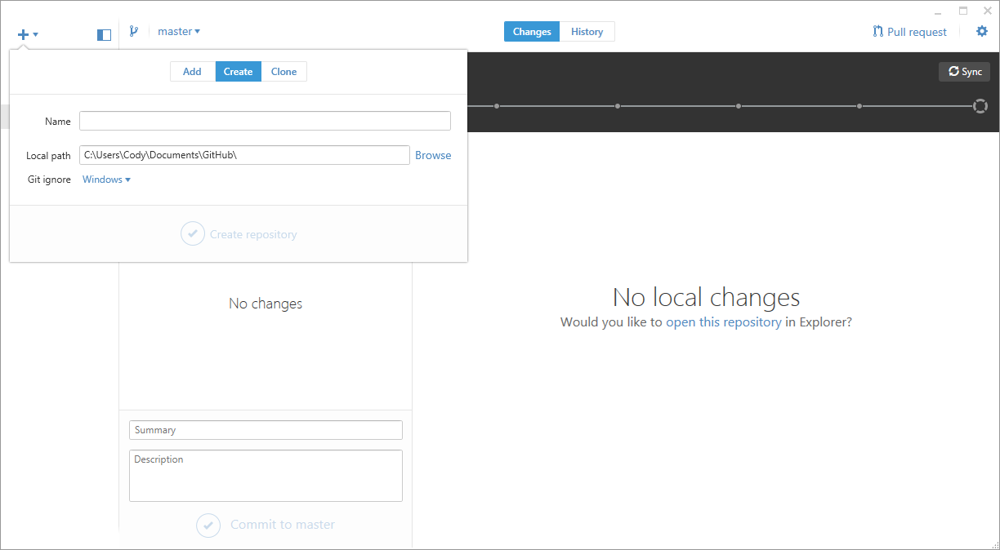 master
Changes
History
Pull request
Add
Create
Clone
Sync
Name
Local path
C:\Users\Cody\Documents\GitHub\
Browse
Git ignore
Windows
Create repository
No changes
No local changes
Would you like to open this repository in Explorer?
Summary
Description
Commit to master